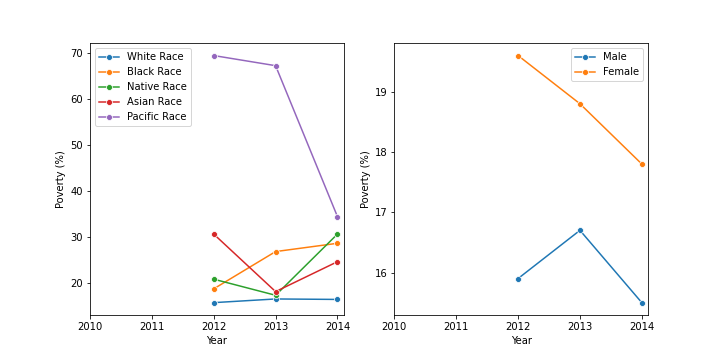 White Race
Black Race
Native Race
Asian Race
Pacific Race
70
60
50
40
30
20
Poverty (%)
2010 2011 2012 2013 2014
Year
Male
Female
19
18
17
16
Poverty (%)
2010 2011 2012 2013 2014
Year